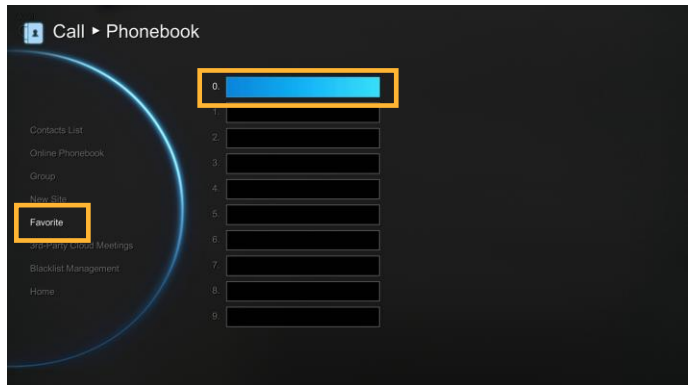 Call ▸ Phonebook
Contacts List
Online Phonebook
Group
New Site
Favorite
3rd-Party Cloud Meetings
Blacklist Management
Home
0.
1.
2.
3.
4.
5.
6.
7.
8.
9.